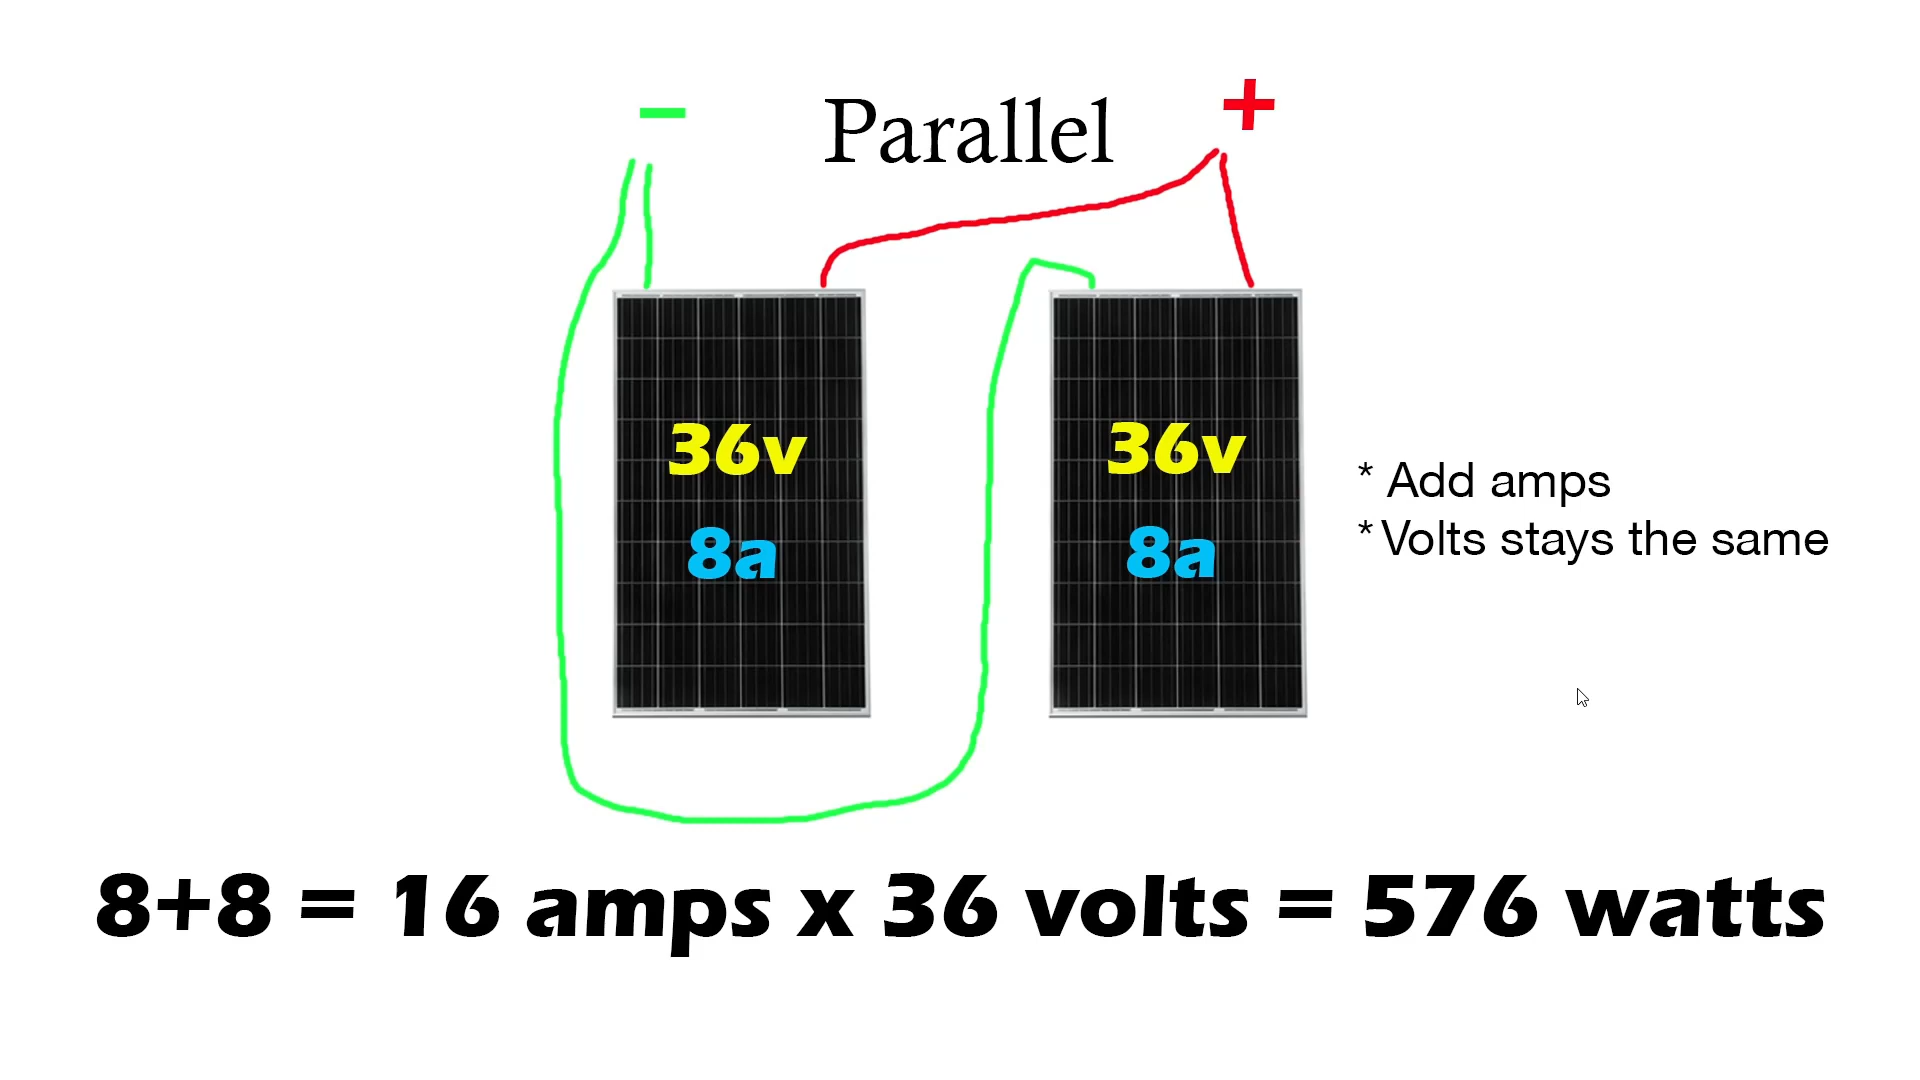 − Parallel +
36v 36v
8a 8a
* Add amps
* Volts stays the same
8+8 = 16 amps x 36 volts = 576 watts